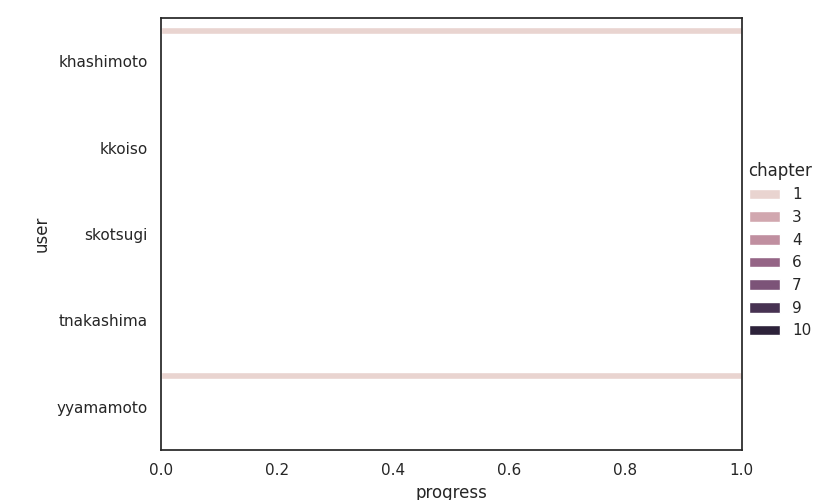 khashimoto
kkoiso
skotsugi
tnakashima
yyamamoto
user
0.0 0.2 0.4 0.6 0.8 1.0
progress
chapter
1
3
4
6
7
9
10